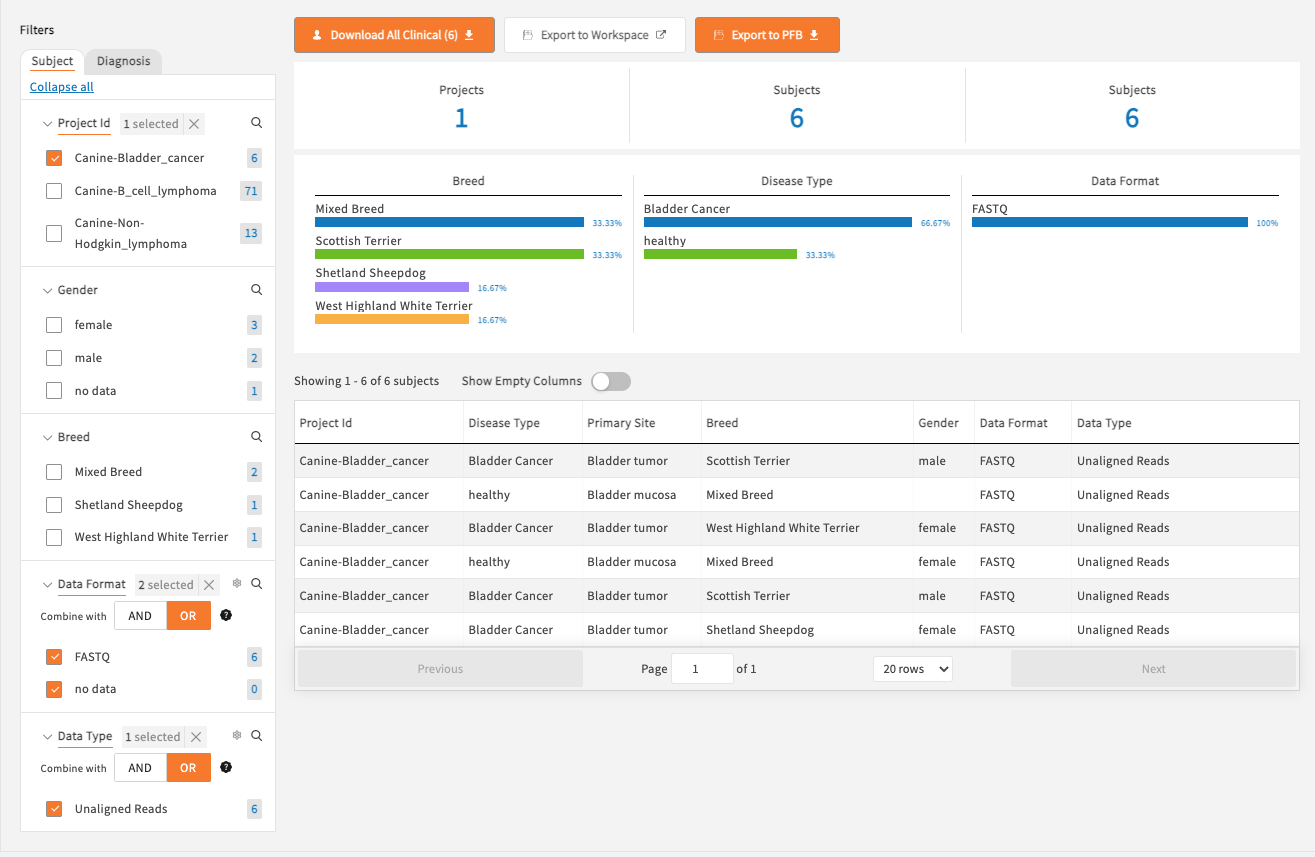 Filters
Subject Diagnosis
Collapse all
Project Id 1 selected
Canine-Bladder_cancer 6
Canine-B_cell_lymphoma 71
Canine-Non-
Hodgkin_lymphoma 13
Gender
female 3
male 2
no data 1
Breed
Mixed Breed 2
Shetland Sheepdog 1
West Highland White Terrier 1
Data Format 2 selected
Combine with AND OR ?
FASTQ 6
no data 0
Data Type 1 selected
Combine with AND OR ?
Unaligned Reads 6
Download All Clinical (6) Export to Workspace Export to PFB
Projects Subjects Subjects
1 6 6
Breed
Mixed Breed
33.33%
Scottish Terrier
33.33%
Shetland Sheepdog
16.67%
West Highland White Terrier
16.67%
Disease Type
Bladder Cancer
66.67%
healthy
33.33%
Data Format
FASTQ
100%
Showing 1 - 6 of 6 subjects Show Empty Columns
Project Id Disease Type Primary Site Breed Gender Data Format Data Type
Canine-Bladder_cancer Bladder Cancer Bladder tumor Scottish Terrier male FASTQ Unaligned Reads
Canine-Bladder_cancer healthy Bladder mucosa Mixed Breed FASTQ Unaligned Reads
Canine-Bladder_cancer Bladder Cancer Bladder tumor West Highland White Terrier female FASTQ Unaligned Reads
Canine-Bladder_cancer healthy Bladder mucosa Mixed Breed female FASTQ Unaligned Reads
Canine-Bladder_cancer Bladder Cancer Bladder tumor Scottish Terrier male FASTQ Unaligned Reads
Canine-Bladder_cancer Bladder Cancer Bladder tumor Shetland Sheepdog female FASTQ Unaligned Reads
Previous Page 1 of 1 20 rows Next